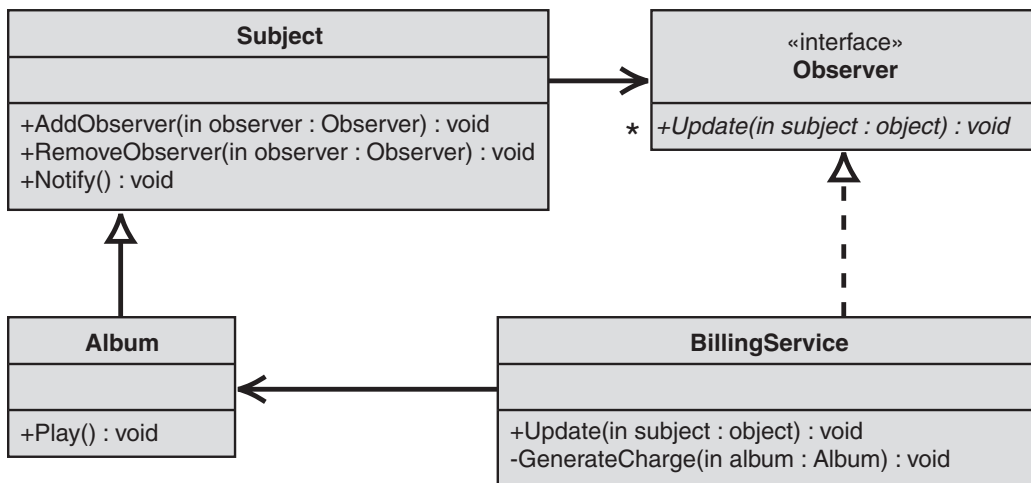 Subject
+AddObserver(in observer : Observer) : void
+RemoveObserver(in observer : Observer) : void
+Notify() : void
«interface»
Observer
*
+Update(in subject : object) : void
Album
+Play() : void
BillingService
+Update(in subject : object) : void
-GenerateCharge(in album : Album) : void